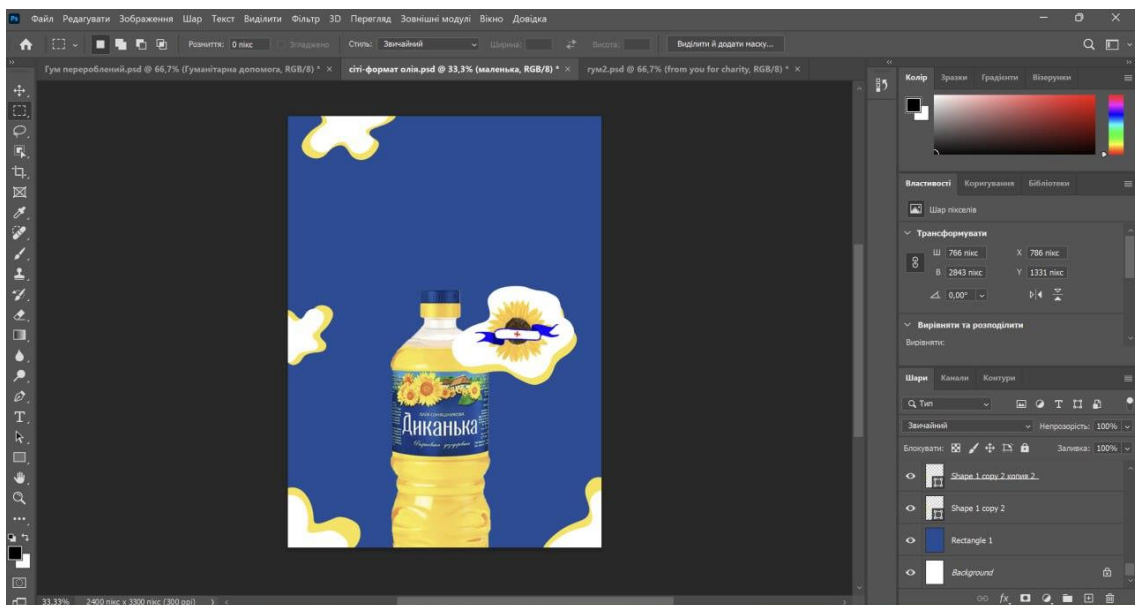 Ps Файл Редагувати Зображення Шар Текст Виділити Фільтр 3D Перегляд Зовнішні модулі Вікно Довідка
Розмиття: 0 пікс Згладжено Стиль: Звичайний Ширина: Висота: Виділити й додати маску...
Гум перероблений.psd @ 66,7% (Гуманітарна допомога, RGB/8) * × сіті-формат олія.psd @ 33,3% (маленька, RGB/8) * × гум2.psd @ 66,7% (from you for charity, RGB/8) * ×
Колір Зразки Градієнти Візерунки
Властивості Коригування Бібліотеки
Шар пікселів
Трансформувати
Ш 766 пікс X 786 пікс
В 2843 пікс Y 1331 пікс
0,00°
Вирівняти та розподілити
Вирівняти:
ОЛІЯ СОНЯШНИКОВА
Диканька
Шари Канали Контури
Тип
Звичайний Непрозорість: 100%
Блокувати: Заливка: 100%
Shape 1 copy 2 копия 2
Shape 1 copy 2
Rectangle 1
Background
33,33% 2400 пікс x 3300 пікс (300 ppi)